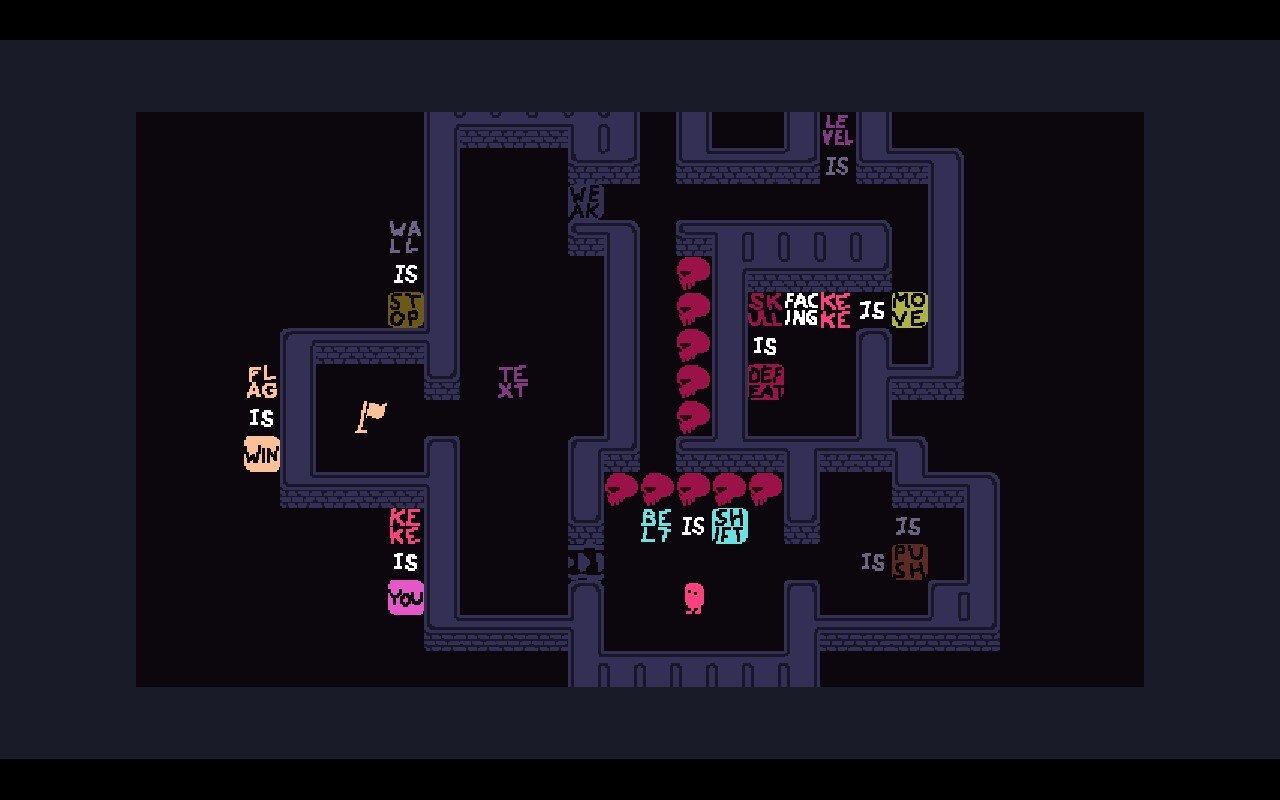 LEVEL
IS
WEAK
WALL
IS
STOP
SKULL FACING KEKE IS MOVE
IS
DEFEAT
TEXT
FLAG
IS
WIN
KEKE
IS
YOU
BELT IS SHIFT
IS
IS PUSH